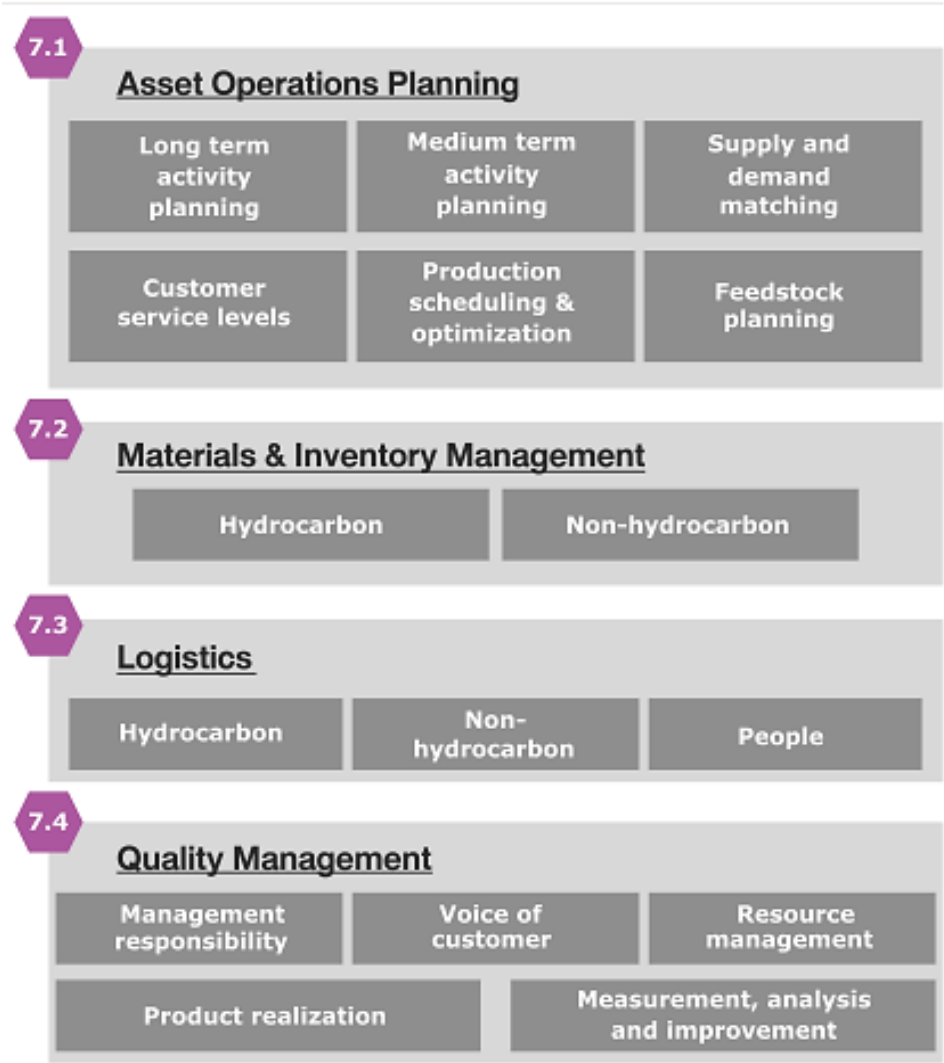 7.1
Asset Operations Planning
Long term
activity
planning
Medium term
activity
planning
Supply and
demand
matching
Customer
service levels
Production
scheduling &
optimization
Feedstock
planning
7.2
Materials & Inventory Management
Hydrocarbon
Non-hydrocarbon
7.3
Logistics
Hydrocarbon
Non-
hydrocarbon
People
7.4
Quality Management
Management
responsibility
Voice of
customer
Resource
management
Product realization
Measurement, analysis
and improvement